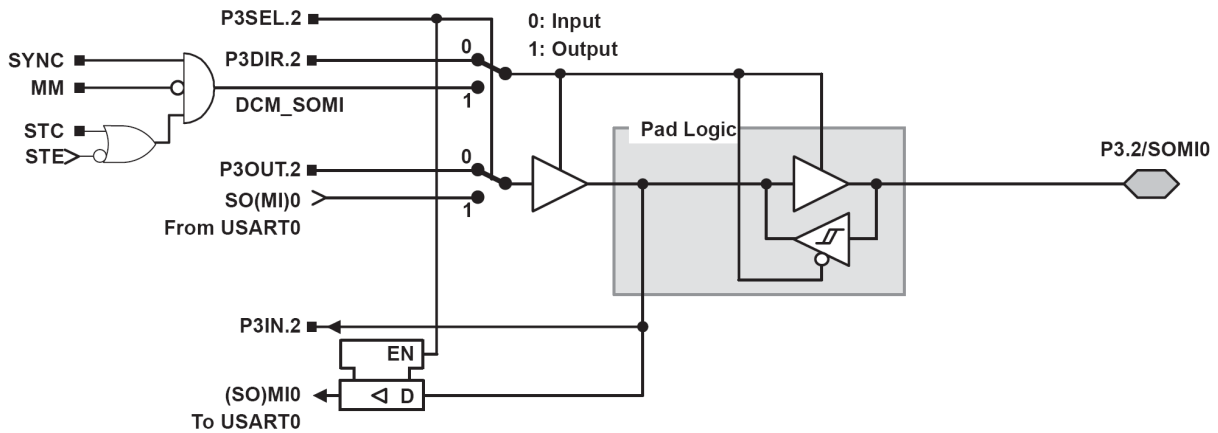 P3SEL.2
0: Input
1: Output
SYNC
P3DIR.2
0
MM
1
DCM_SOMI
STC
STE
Pad Logic
P3OUT.2
0
P3.2/SOMI0
SO(MI)0
1
From USART0
P3IN.2
EN
(SO)MI0
D
To USART0